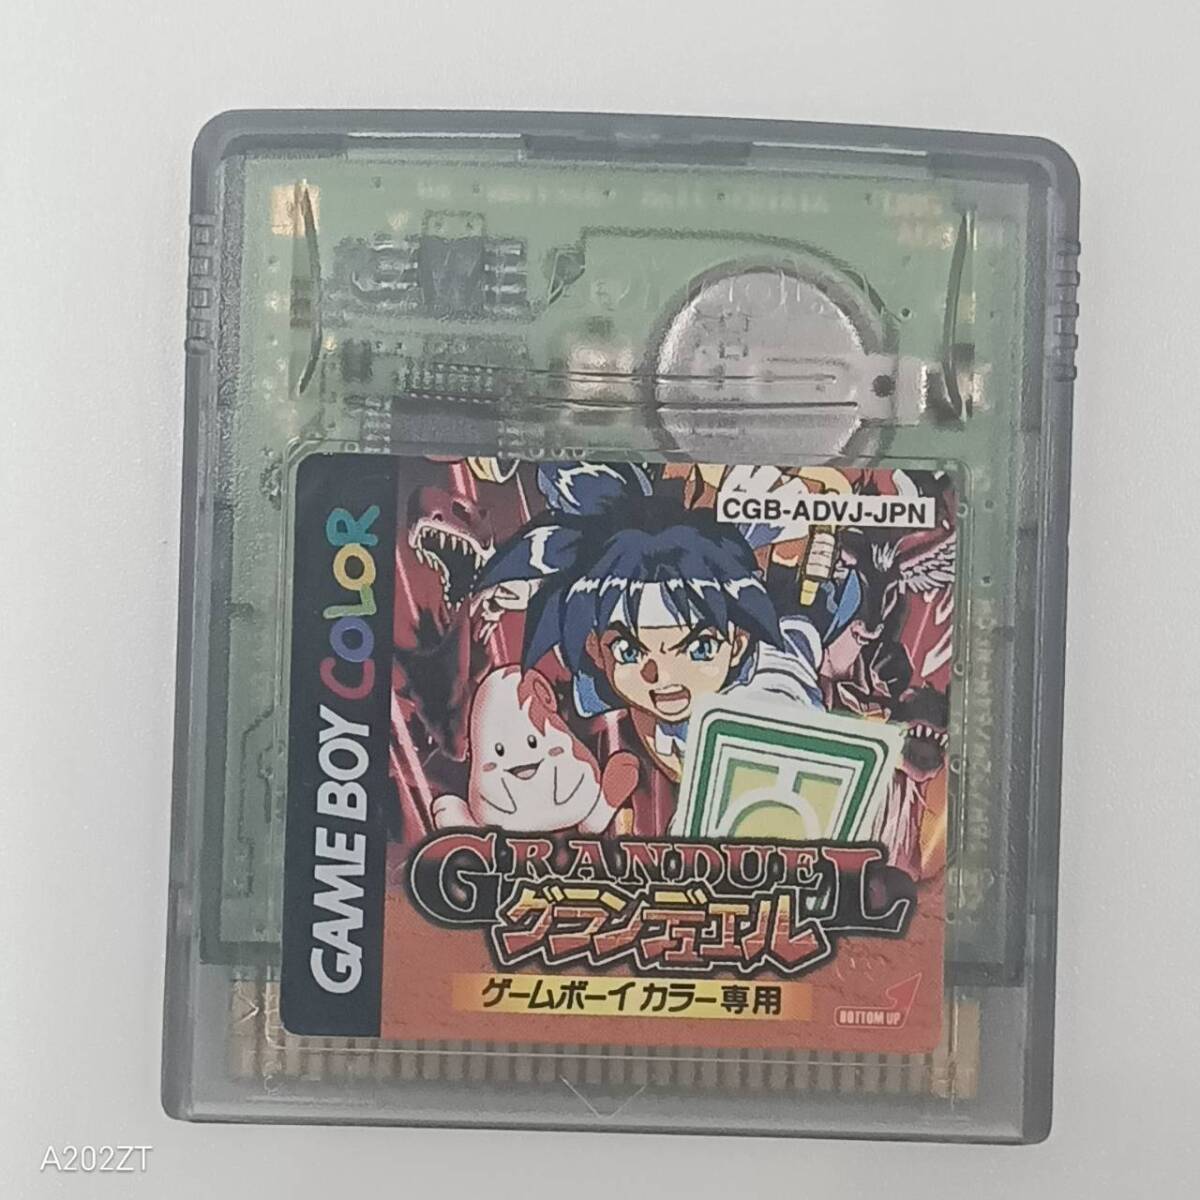 CGB-ADVJ-JPN
GAME BOY COLOR
GRANDUEL
グランデュエル
ゲームボーイカラー専用
BOTTOM UP
A202ZT